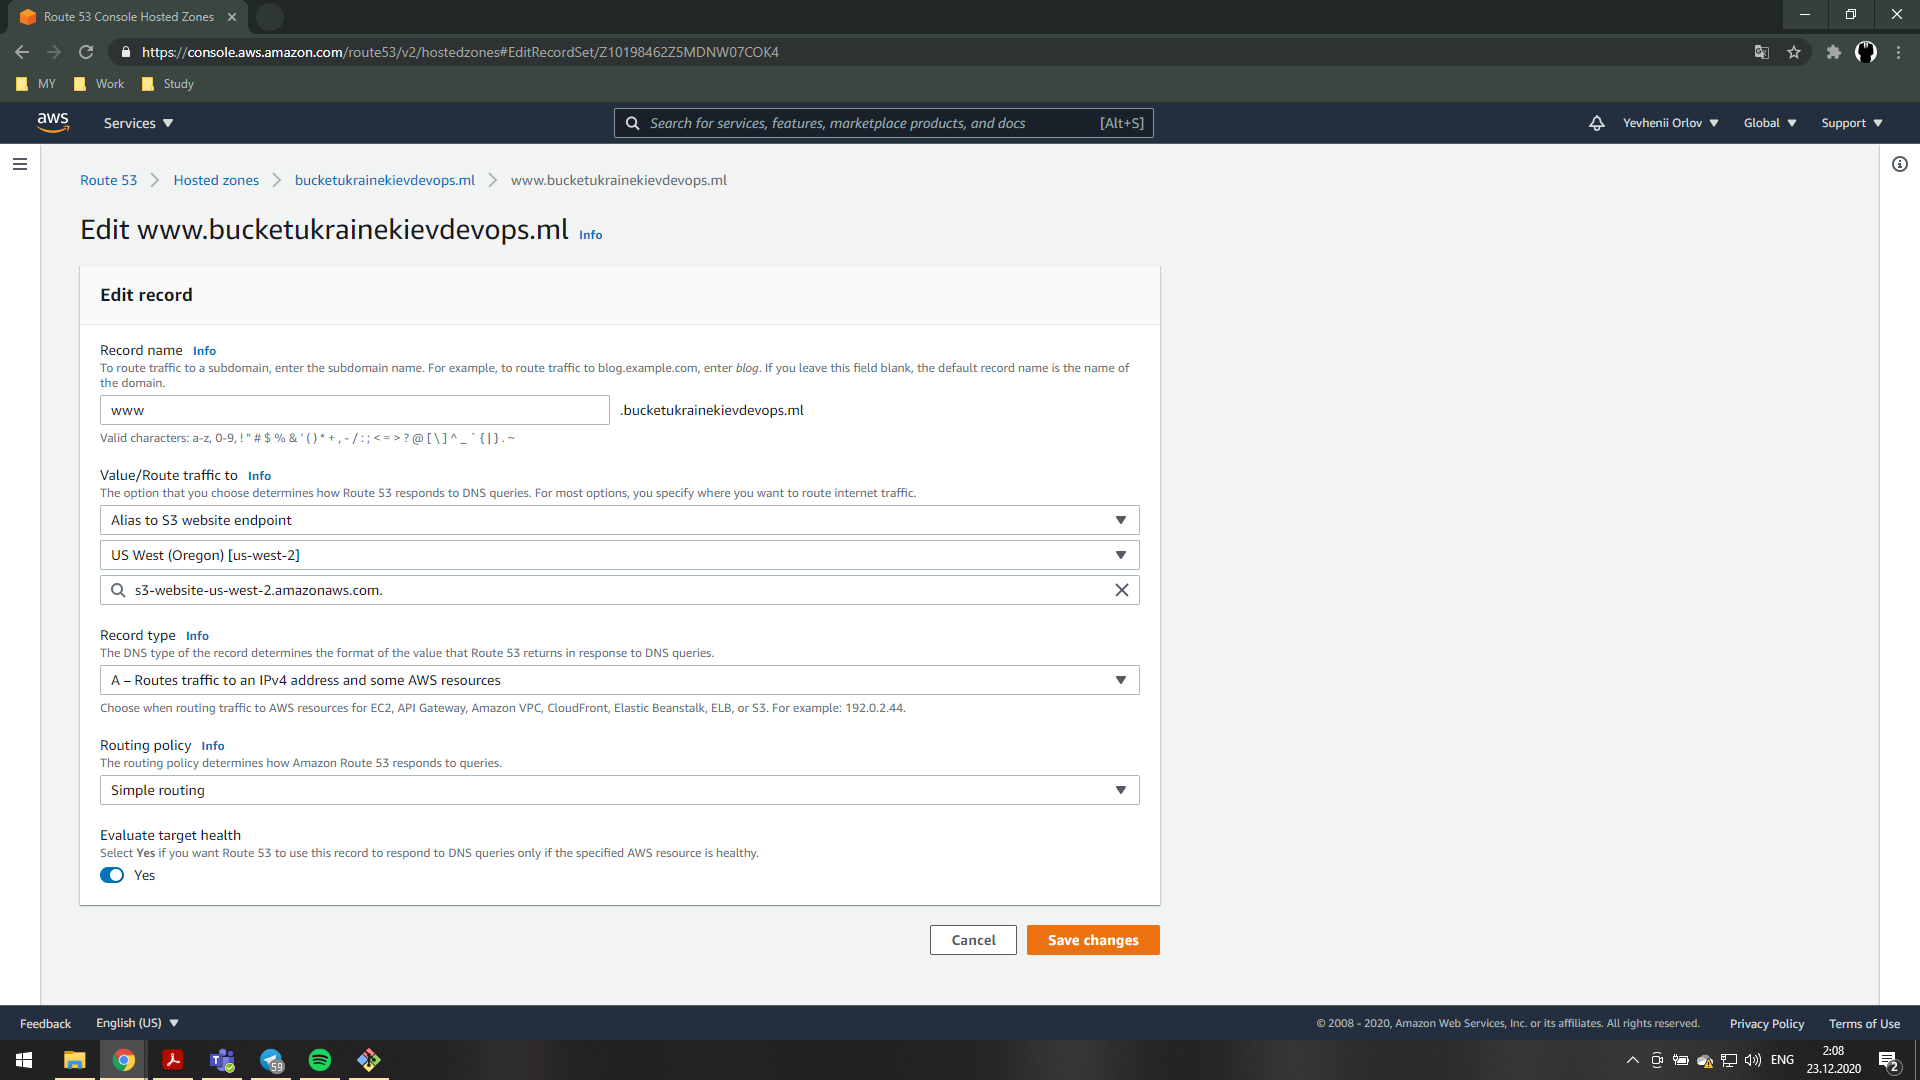 Route 53 Console Hosted Zones
https://console.aws.amazon.com/route53/v2/hostedzones#EditRecordSet/Z10198462Z5MDNW07COK4
MY Work Study
aws Services Search for services, features, marketplace products, and docs [Alt+S] Yevhenii Orlov Global Support
Route 53 Hosted zones bucketukrainekievdevops.ml www.bucketukrainekievdevops.ml
Edit www.bucketukrainekievdevops.ml Info
Edit record
Record name Info
To route traffic to a subdomain, enter the subdomain name. For example, to route traffic to blog.example.com, enter blog. If you leave this field blank, the default record name is the name of
the domain.
www .bucketukrainekievdevops.ml
Valid characters: a-z, 0-9, ! " # $ % & ' ( ) * + , - / : ; < = > ? @ [ \ ] ^ _ ` { | } . ~
Value/Route traffic to Info
The option that you choose determines how Route 53 responds to DNS queries. For most options, you specify where you want to route internet traffic.
Alias to S3 website endpoint
US West (Oregon) [us-west-2]
s3-website-us-west-2.amazonaws.com.
Record type Info
The DNS type of the record determines the format of the value that Route 53 returns in response to DNS queries.
A – Routes traffic to an IPv4 address and some AWS resources
Choose when routing traffic to AWS resources for EC2, API Gateway, Amazon VPC, CloudFront, Elastic Beanstalk, ELB, or S3. For example: 192.0.2.44.
Routing policy Info
The routing policy determines how Amazon Route 53 responds to queries.
Simple routing
Evaluate target health
Select Yes if you want Route 53 to use this record to respond to DNS queries only if the specified AWS resource is healthy.
Yes
Cancel Save changes
Feedback English (US) © 2008 - 2020, Amazon Web Services, Inc. or its affiliates. All rights reserved. Privacy Policy Terms of Use
59 ENG 2:08
23.12.2020 2